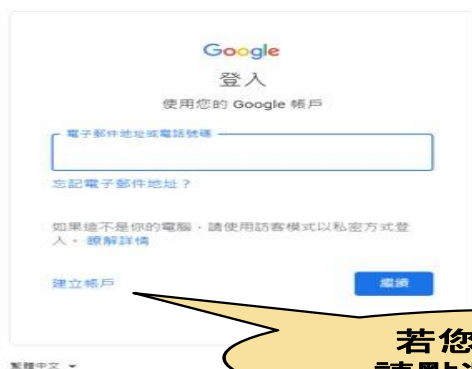 Google
登入
使用您的 Google 帳戶
電子郵件地址或電話號碼
忘記電子郵件地址？
如果這不是你的電腦，請使用訪客模式以私密方式登
入。瞭解詳情
建立帳戶
繼續
若您
繁體中文